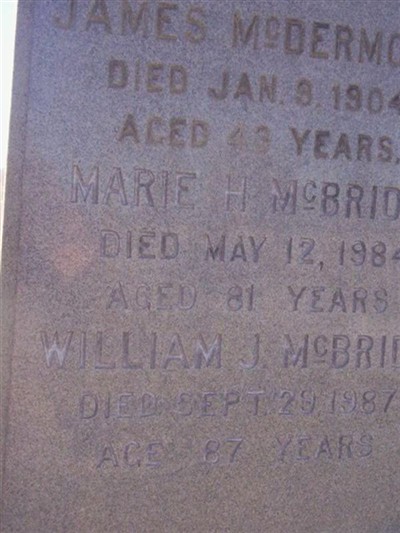 JAMES McDERMO
DIED JAN. 9. 1904
AGED 43 YEARS.
MARIE H. McBRID
DIED MAY 12, 1984
AGED 81 YEARS
WILLIAM J. McBRID
DIED SEPT. 29, 1987
AGE 87 YEARS